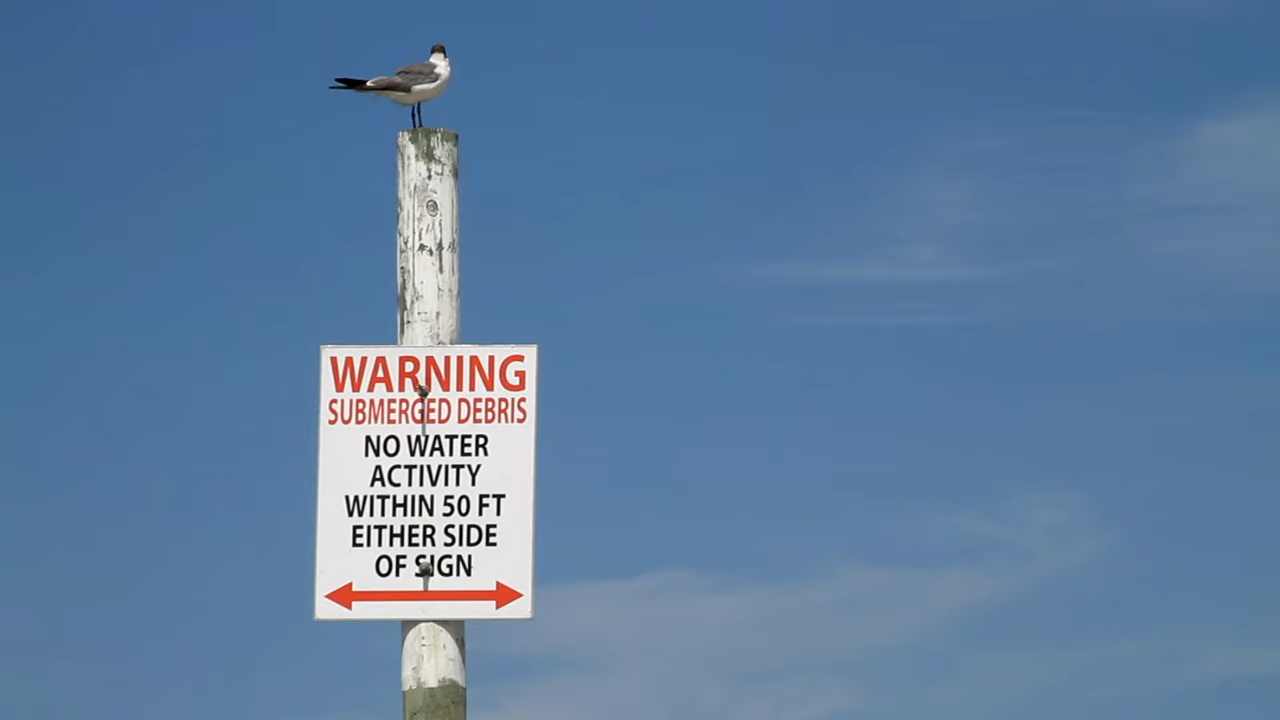 WARNING
SUBMERGED DEBRIS
NO WATER
ACTIVITY
WITHIN 50 FT
EITHER SIDE
OF SIGN